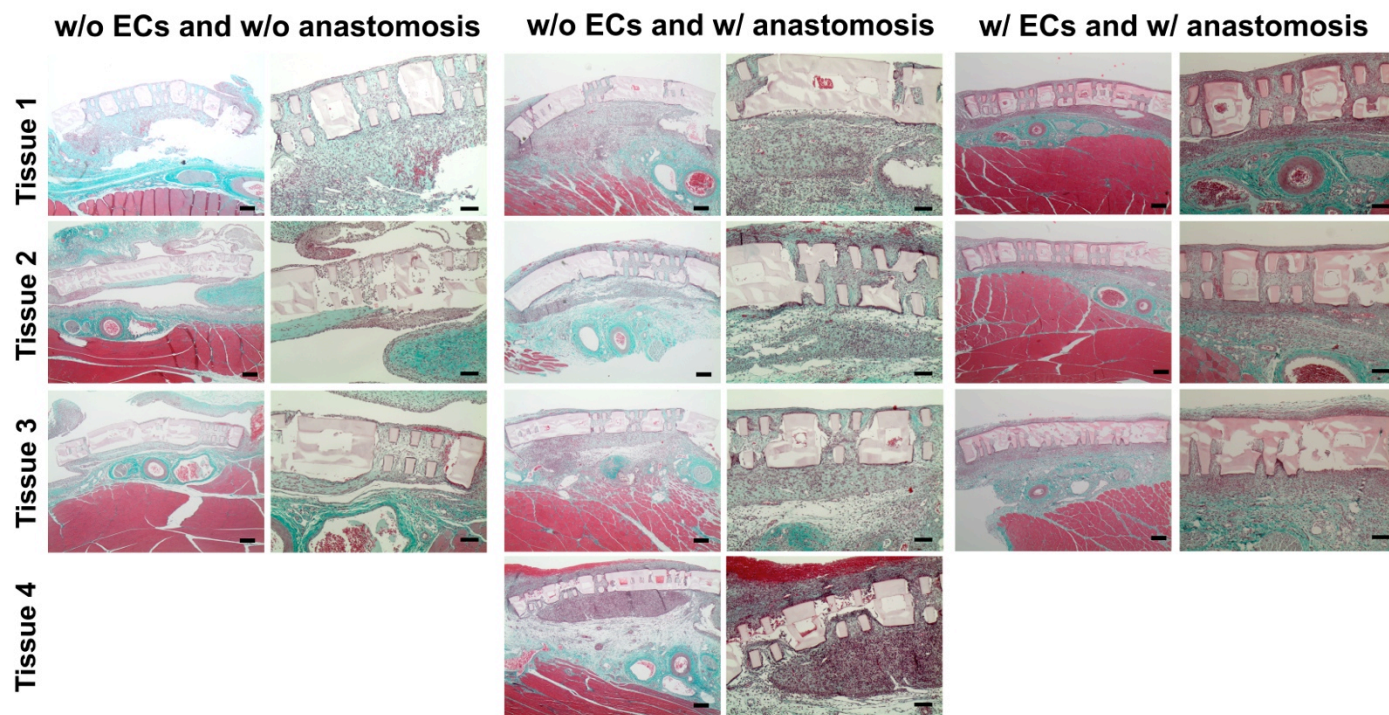 w/o ECs and w/o anastomosis
w/o ECs and w/ anastomosis
w/ ECs and w/ anastomosis
Tissue 1
Tissue 2
Tissue 3
Tissue 4